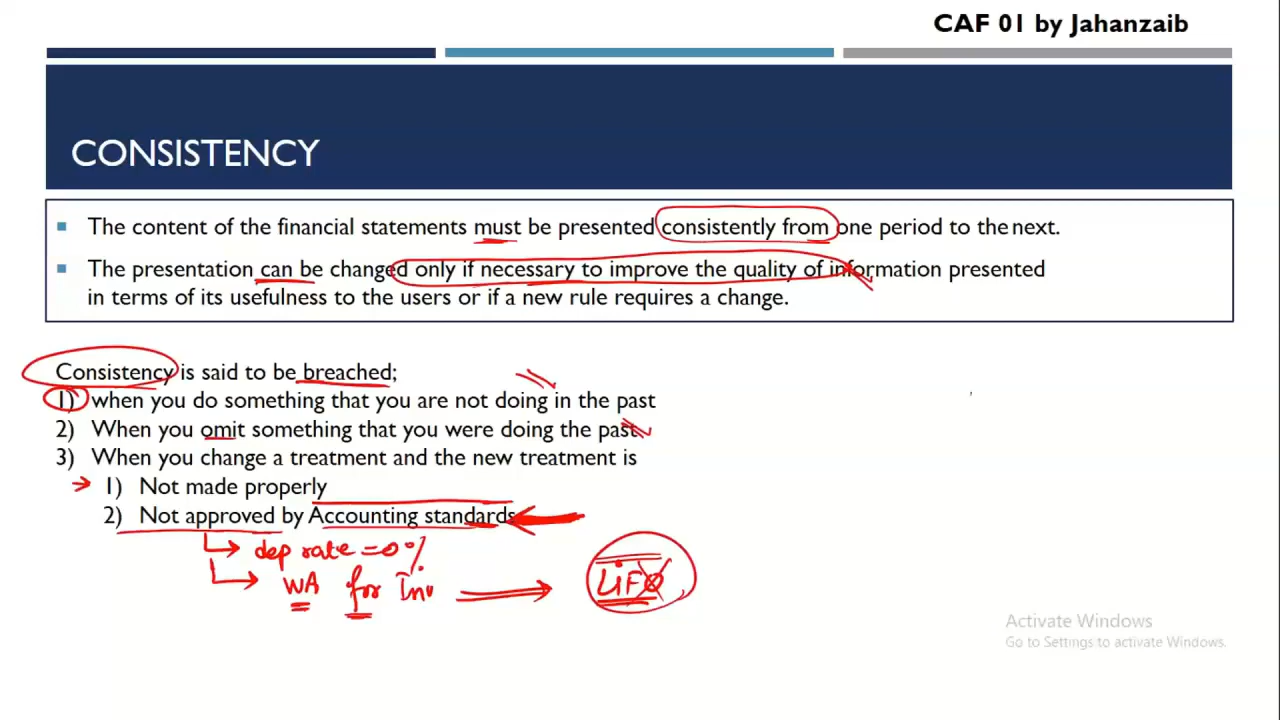 CAF 01 by Jahanzaib
CONSISTENCY
▪ The content of the financial statements must be presented consistently from one period to the next.
▪ The presentation can be changed only if necessary to improve the quality of information presented
in terms of its usefulness to the users or if a new rule requires a change.
Consistency is said to be breached;
1) when you do something that you are not doing in the past
2) When you omit something that you were doing the past.
3) When you change a treatment and the new treatment is
1) Not made properly
2) Not approved by Accounting standards
dep rate = 0%
WA for Inv
LIFO
Activate Windows
Go to Settings to activate Windows.